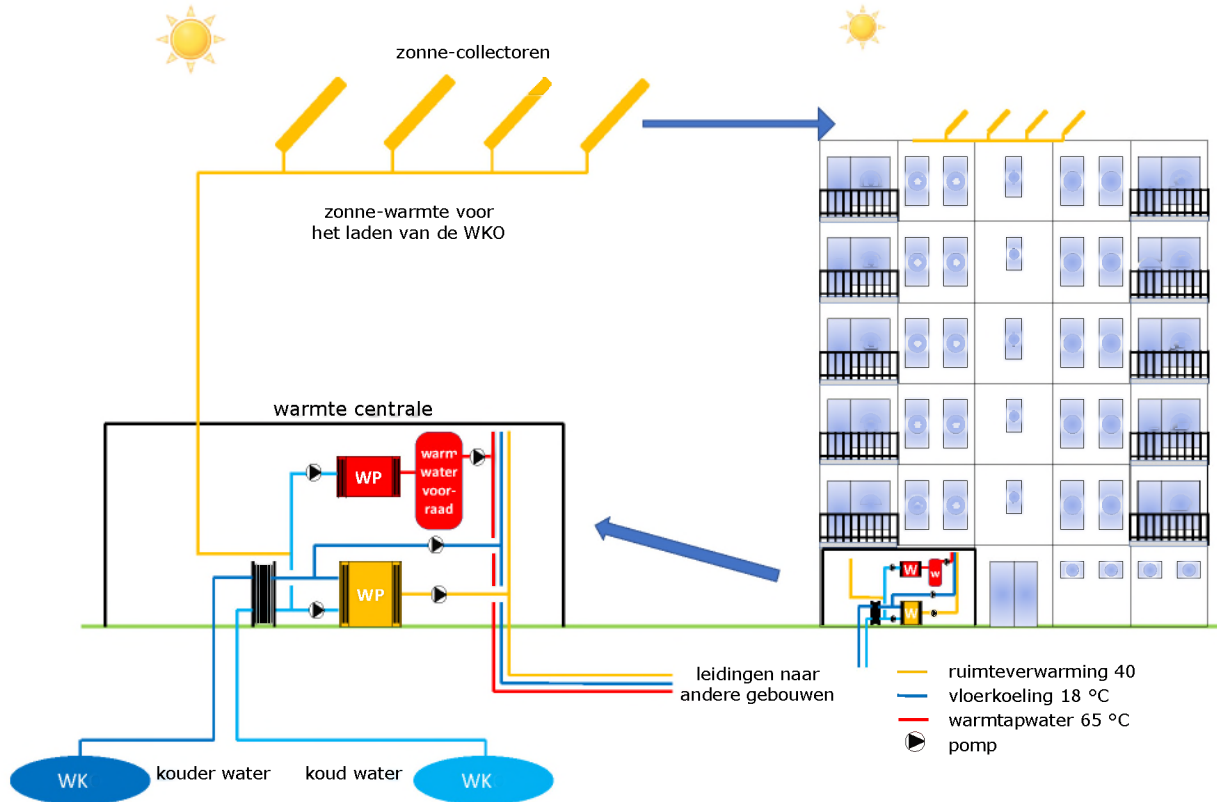 zonne-collectoren
zonne-warmte voor
het laden van de WKO
warmte centrale
WP
warm
water
voor-
raad
WP
W
W
W
leidingen naar
andere gebouwen
ruimteverwarming 40
vloerkoeling 18 °C
warmtapwater 65 °C
pomp
kouder water
koud water
WK
WK